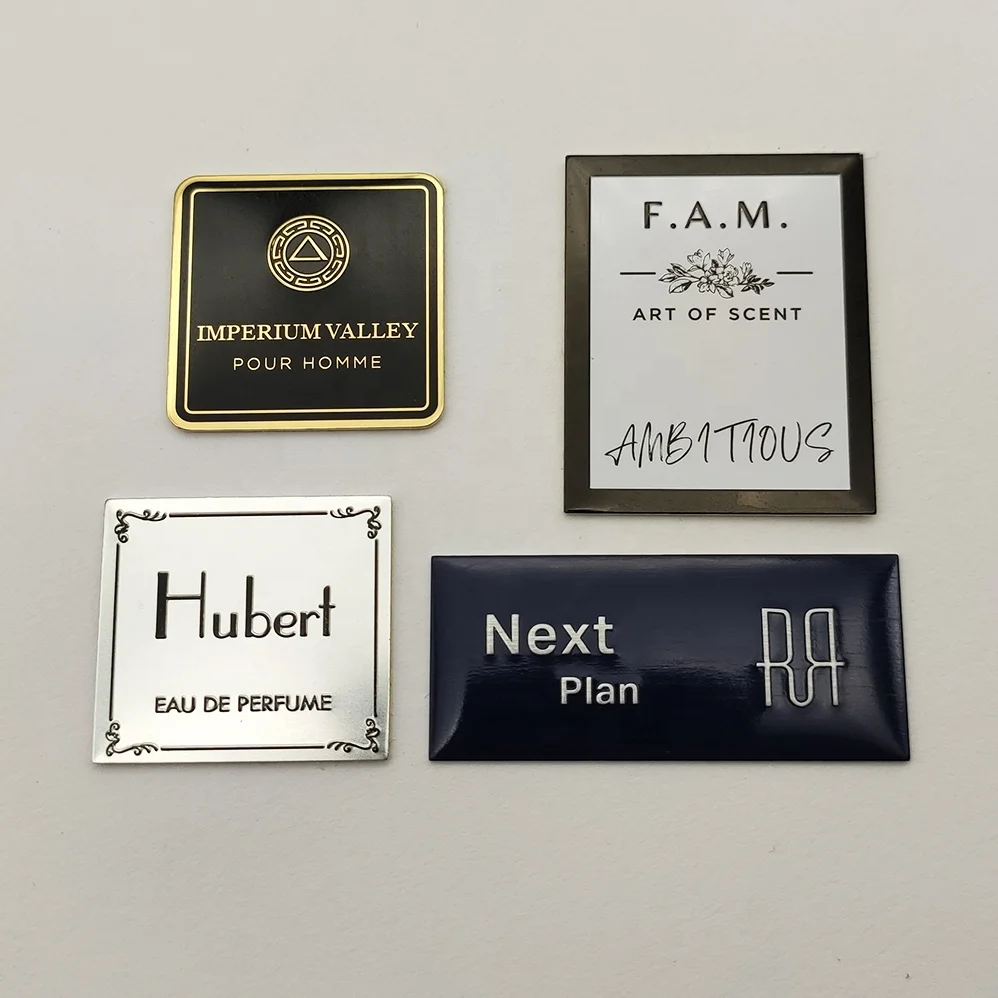 IMPERIUM VALLEY
POUR HOMME
F.A.M.
ART OF SCENT
AMBITIOUS
Hubert
EAU DE PERFUME
Next
Plan